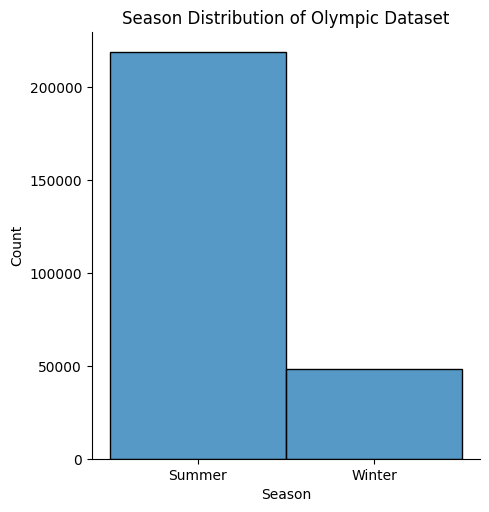 Season Distribution of Olympic Dataset
200000
150000
100000
50000
0
Count
Summer
Winter
Season